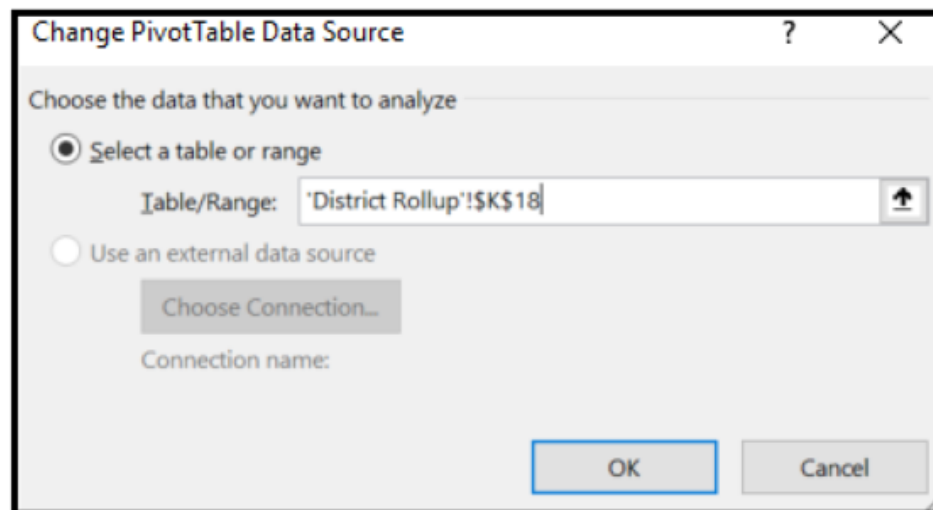 Change PivotTable Data Source ?
Choose the data that you want to analyze
Select a table or range
Table/Range: 'District Rollup'!$K$18
Use an external data source
Choose Connection...
Connection name:
OK Cancel